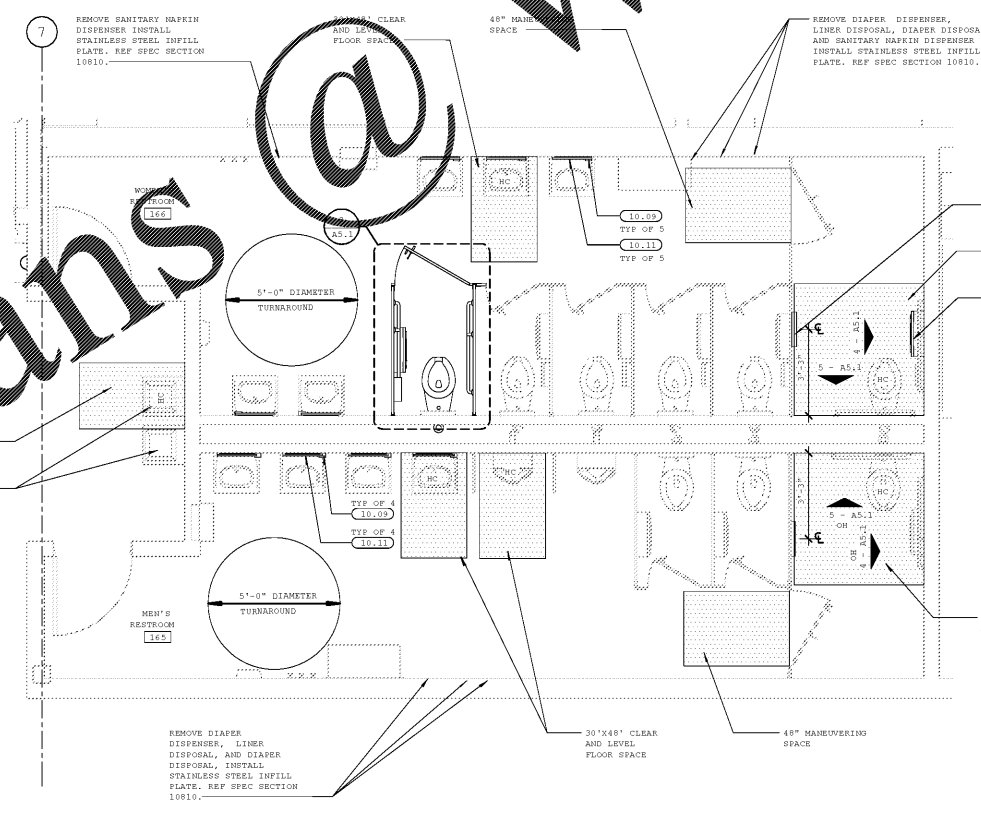 7
REMOVE SANITARY NAPKIN
DISPENSER INSTALL
STAINLESS STEEL INFILL
PLATE. REF SPEC SECTION
10810.
CLEAR
AND LEVEL
FLOOR SPACE
48" MANEUVERING
SPACE
REMOVE DIAPER DISPENSER,
LINER DISPOSAL, DIAPER DISPOSA
AND SANITARY NAPKIN DISPENSER
INSTALL STAINLESS STEEL INFILL
PLATE. REF SPEC SECTION 10810.
@
ans
RESTROOM
166
A5.1
HC
10.09
TYP OF 5
10.11
TYP OF 5
5'-0" DIAMETER
TURNAROUND
HC
3'-3"
CL
4 - A5.1
5 - A5.1
HC
HC
HC
TYP OF 4
10.09
TYP OF 4
10.11
3'-3"
HC
5 - A5.1
OH
CL
OH
4 - A5.1
5'-0" DIAMETER
TURNAROUND
MEN'S
RESTROOM
165
REMOVE DIAPER
DISPENSER, LINER
DISPOSAL, AND DIAPER
DISPOSAL, INSTALL
STAINLESS STEEL INFILL
PLATE. REF SPEC SECTION
10810.
30'X48' CLEAR
AND LEVEL
FLOOR SPACE
48" MANEUVERING
SPACE